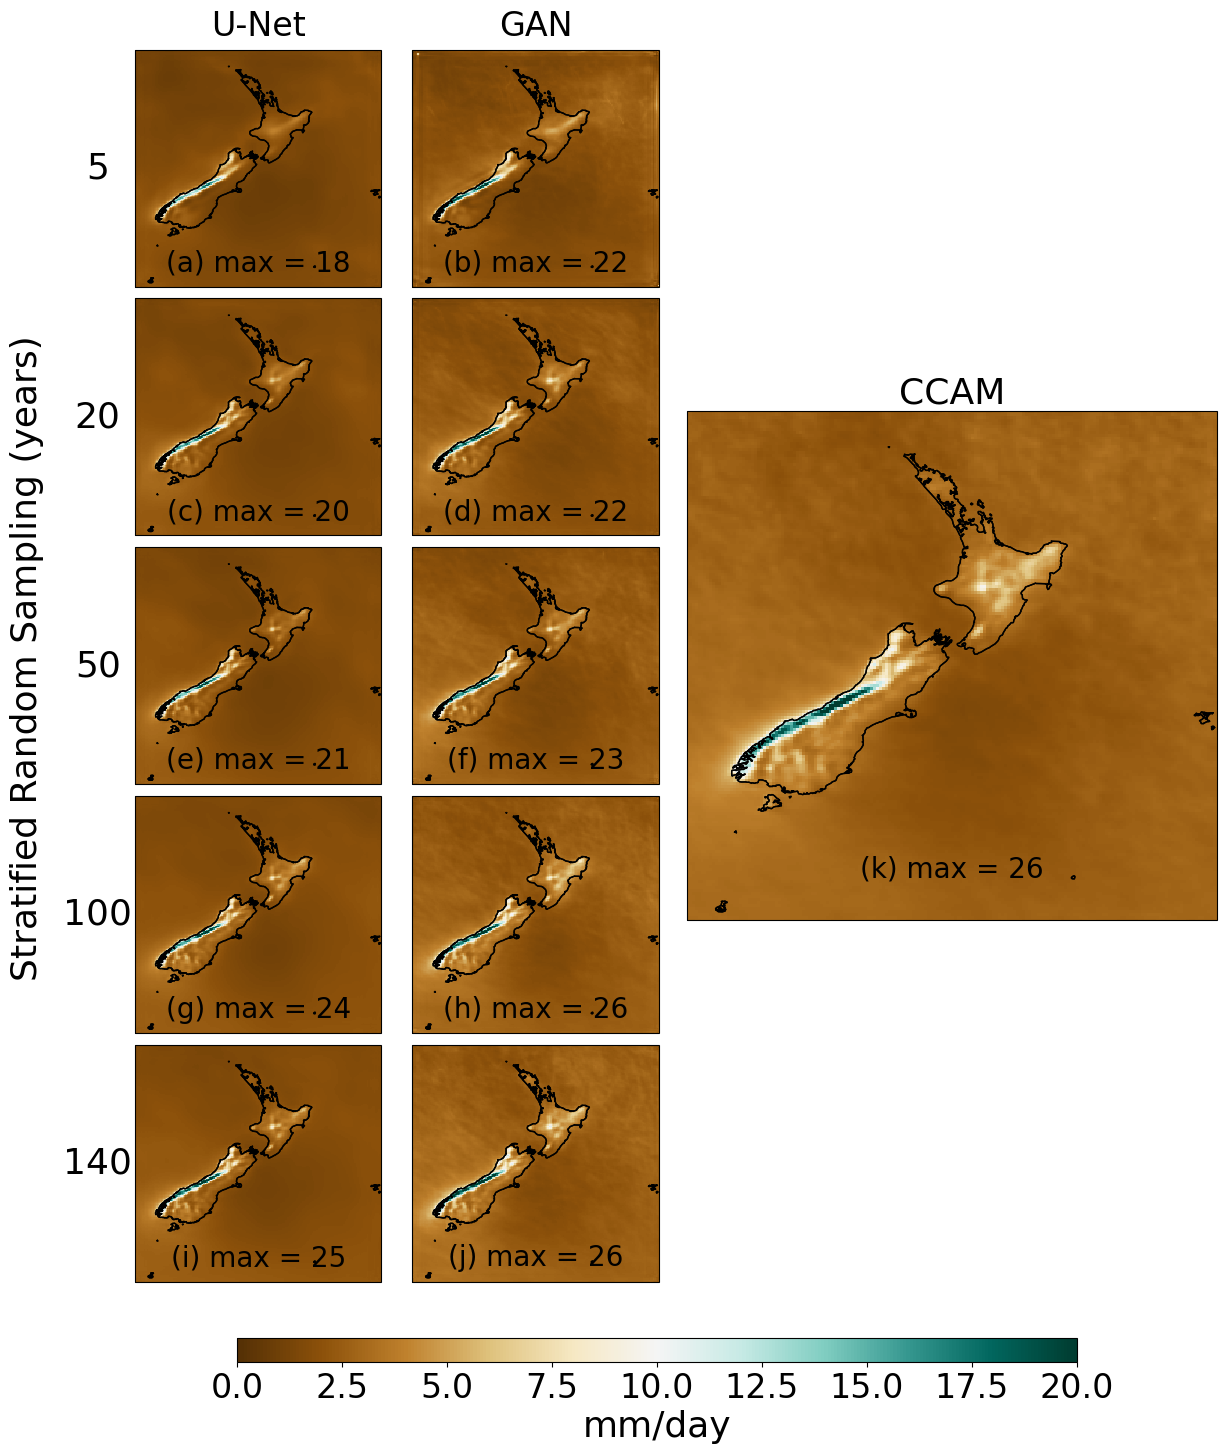 U-Net
GAN
5
(a) max = 18
(b) max = 22
20
(c) max = 20
(d) max = 22
50
(e) max = 21
(f) max = 23
100
(g) max = 24
(h) max = 26
140
(i) max = 25
(j) max = 26
Stratified Random Sampling (years)
CCAM
(k) max = 26
0.0 2.5 5.0 7.5 10.0 12.5 15.0 17.5 20.0
mm/day